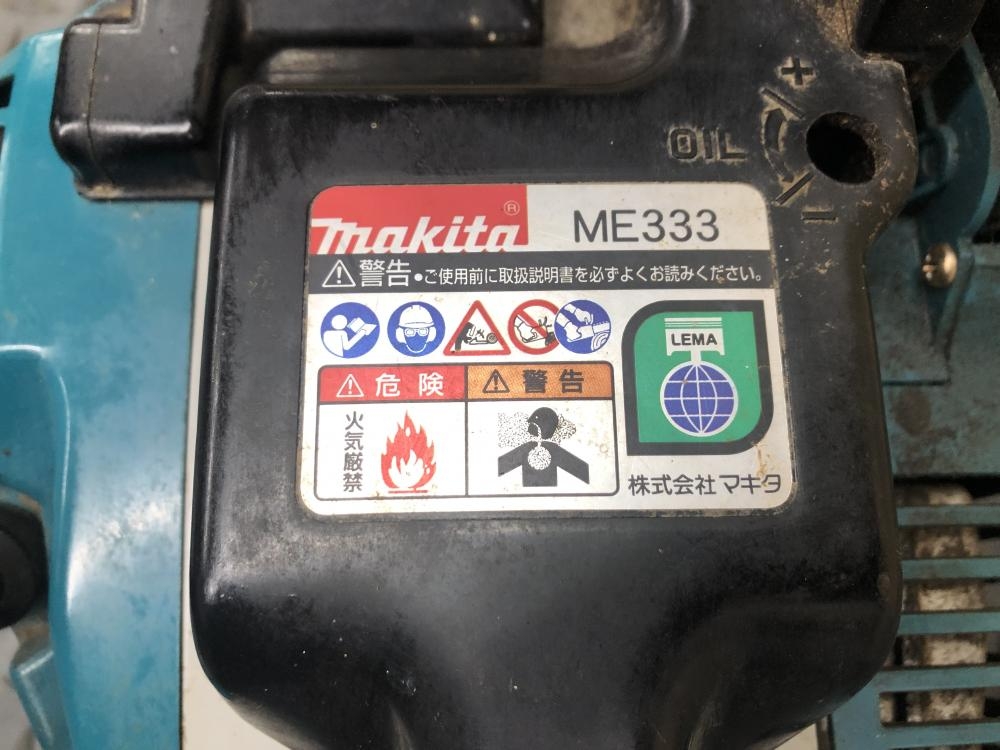 +
OIL
makita®
ME333
警告•ご使用前に取扱説明書を必ずよくお読みください。
LEMA
危険
警告
火気厳禁
株式会社マキタ